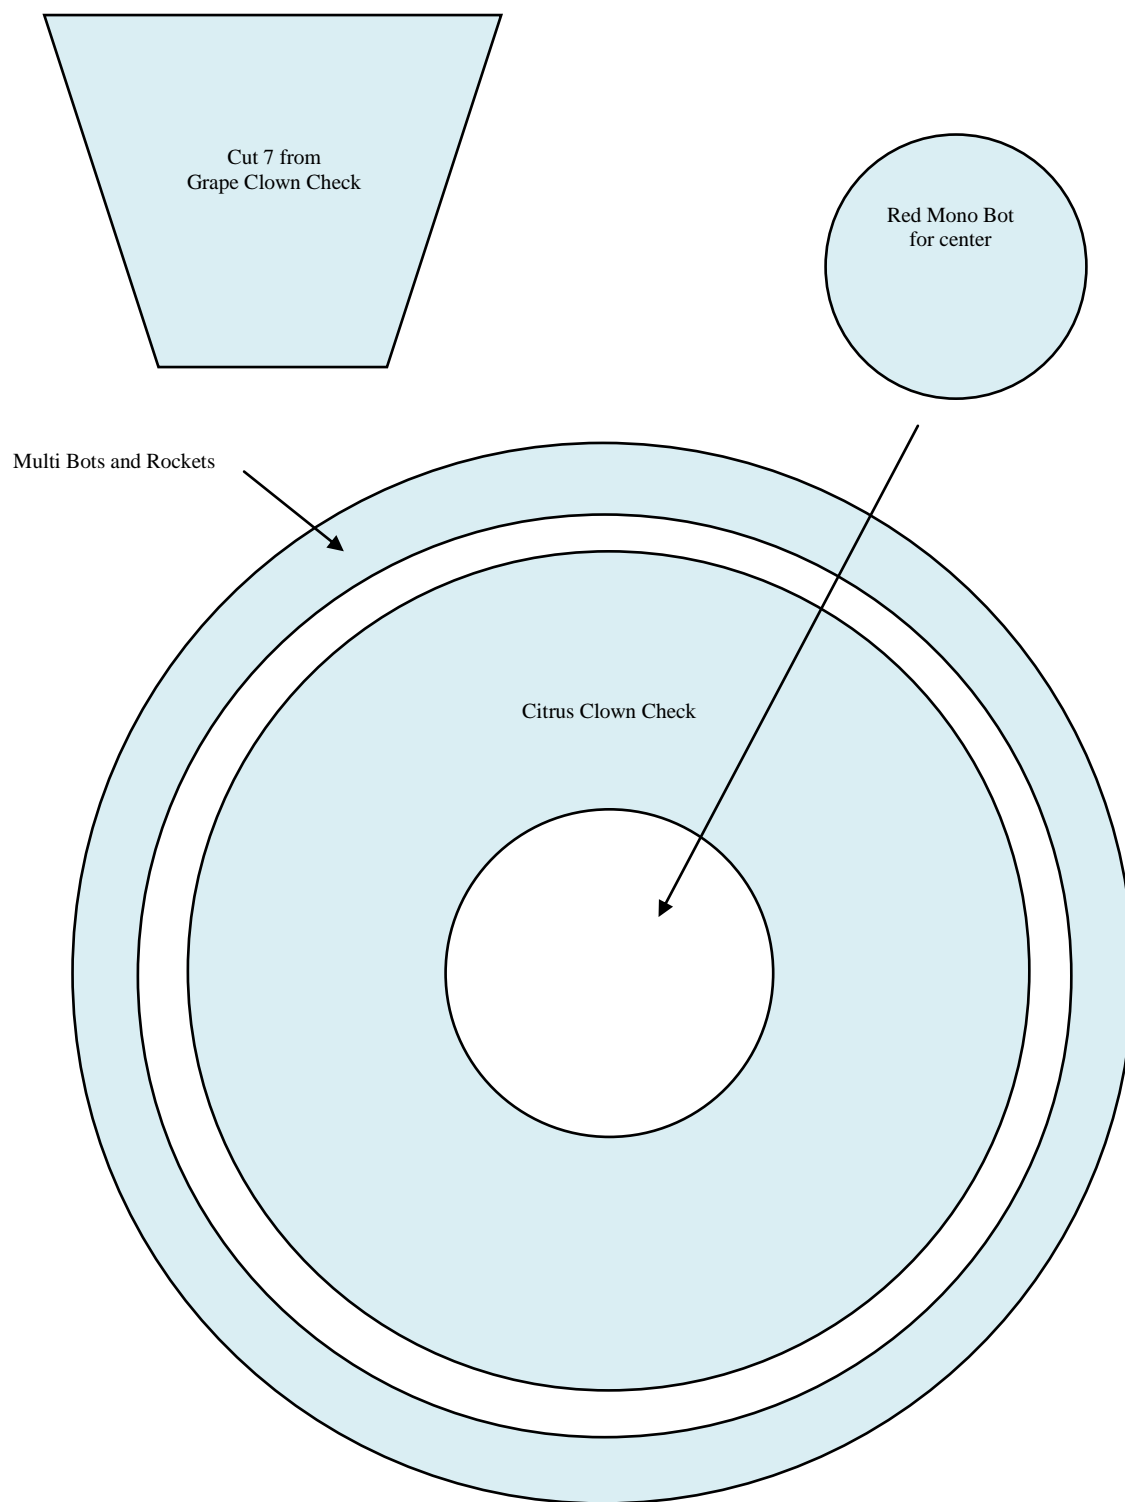 Cut 7 from
Grape Clown Check
Red Mono Bot
for center
Multi Bots and Rockets
Citrus Clown Check